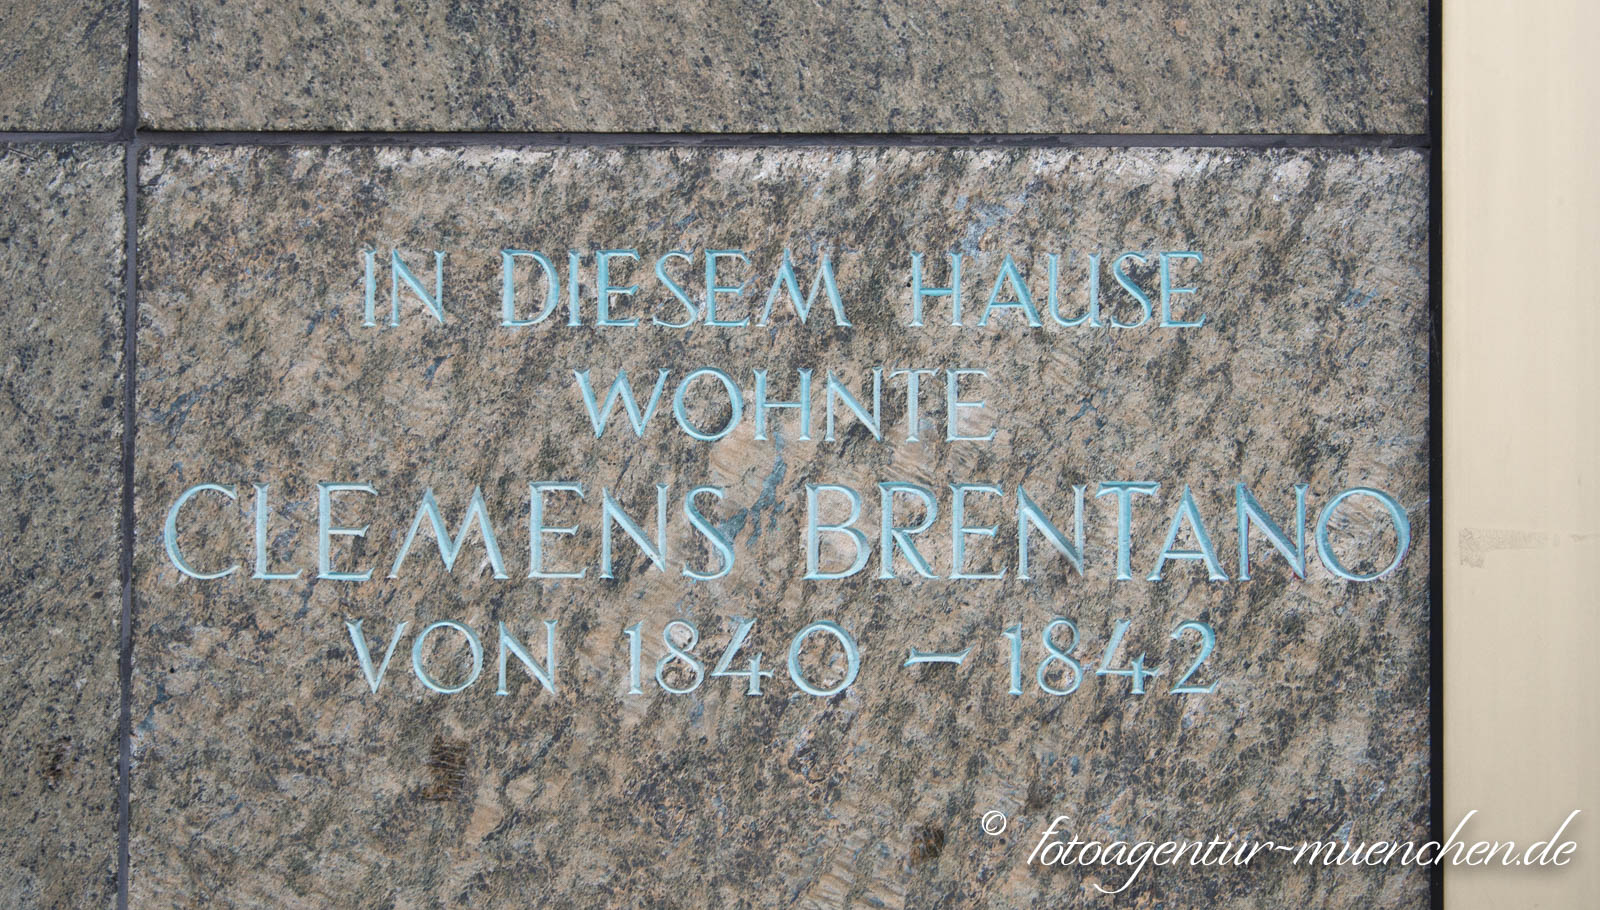 IN DIESEM HAUSE
WOHNTE
CLEMENS BRENTANO
VON 1840 – 1842
© fotoagentur-muenchen.de